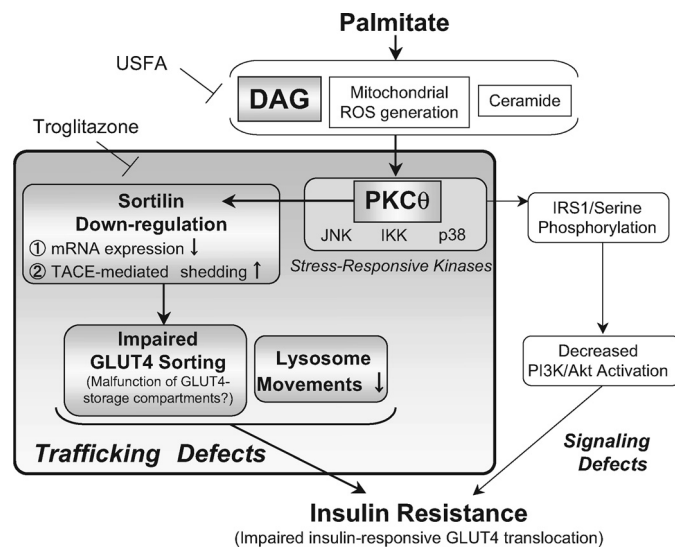 Palmitate
USFA
DAG
Mitochondrial
ROS generation
Ceramide
Troglitazone
Sortilin
Down-regulation
① mRNA expression ↓
② TACE-mediated shedding ↑
PKCθ
JNK IKK p38
Stress-Responsive Kinases
IRS1/Serine
Phosphorylation
Impaired
GLUT4 Sorting
(Malfunction of GLUT4-
storage compartments?)
Lysosome
Movements ↓
Decreased
PI3K/Akt Activation
Trafficking Defects
Signaling
Defects
Insulin Resistance
(Impaired insulin-responsive GLUT4 translocation)